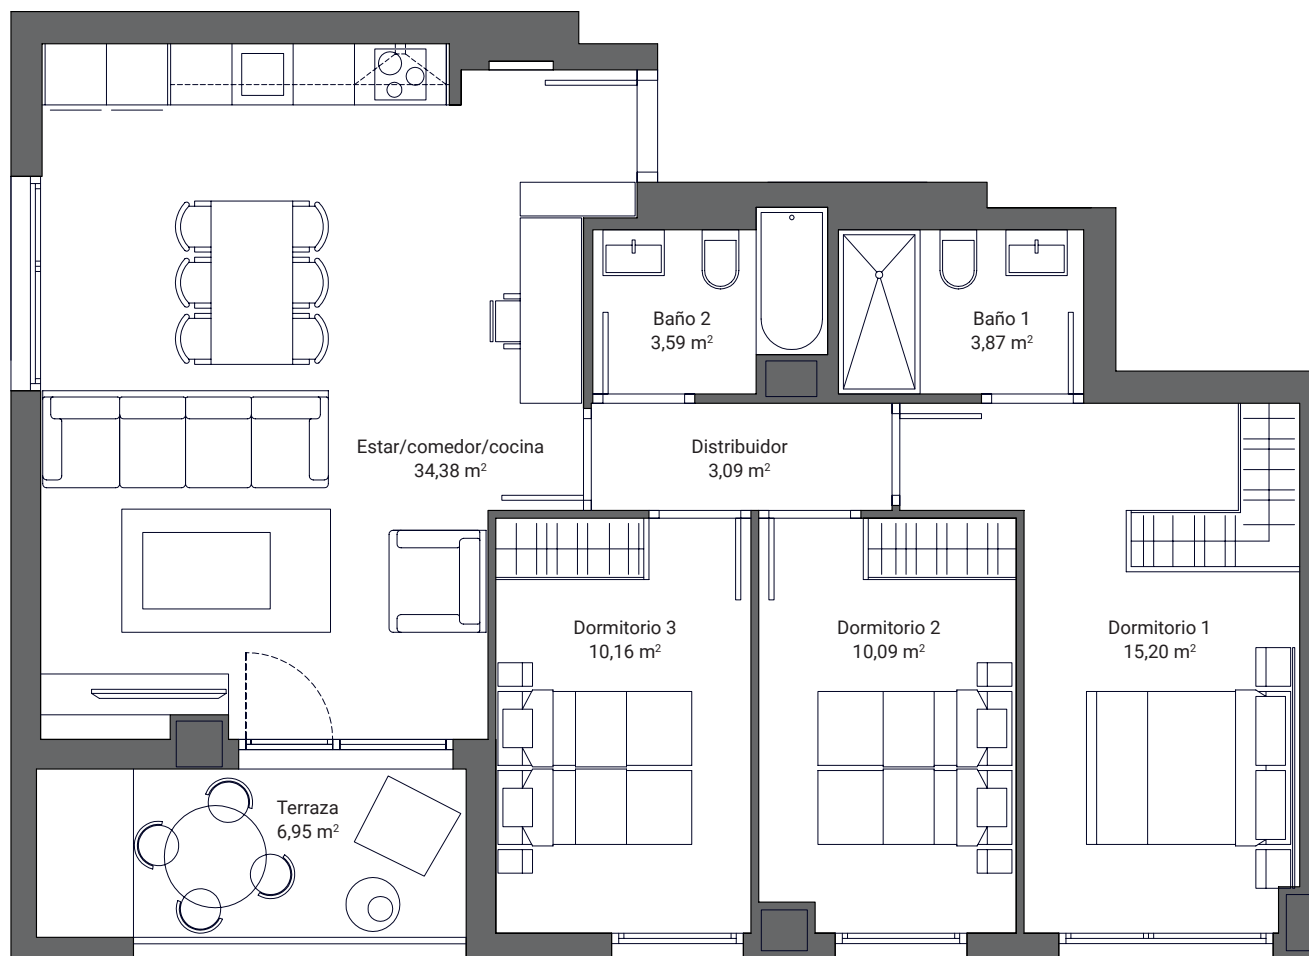 Baño 2
3,59 m²
Baño 1
3,87 m²
Estar/comedor/cocina
34,38 m²
Distribuidor
3,09 m²
Dormitorio 3
10,16 m²
Dormitorio 2
10,09 m²
Dormitorio 1
15,20 m²
Terraza
6,95 m²